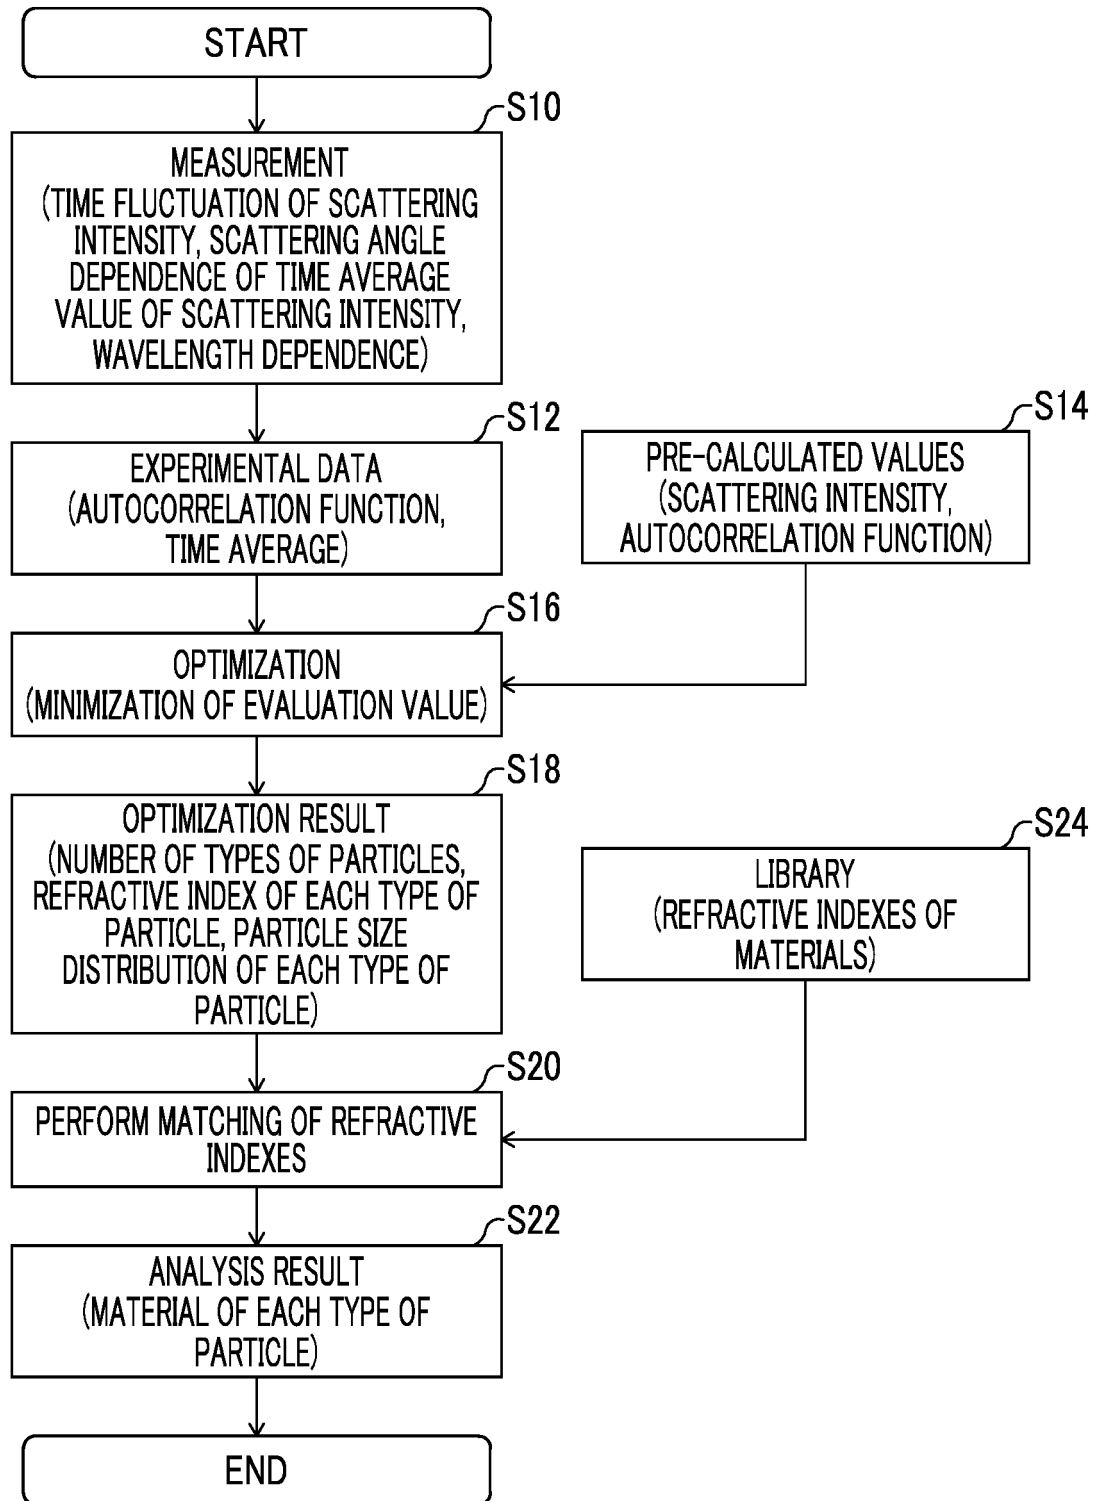 START
S10
MEASUREMENT
(TIME FLUCTUATION OF SCATTERING
INTENSITY, SCATTERING ANGLE
DEPENDENCE OF TIME AVERAGE
VALUE OF SCATTERING INTENSITY,
WAVELENGTH DEPENDENCE)
S12
EXPERIMENTAL DATA
(AUTOCORRELATION FUNCTION,
TIME AVERAGE)
S14
PRE-CALCULATED VALUES
(SCATTERING INTENSITY,
AUTOCORRELATION FUNCTION)
S16
OPTIMIZATION
(MINIMIZATION OF EVALUATION VALUE)
S18
OPTIMIZATION RESULT
(NUMBER OF TYPES OF PARTICLES,
REFRACTIVE INDEX OF EACH TYPE OF
PARTICLE, PARTICLE SIZE
DISTRIBUTION OF EACH TYPE OF
PARTICLE)
S24
LIBRARY
(REFRACTIVE INDEXES OF
MATERIALS)
S20
PERFORM MATCHING OF REFRACTIVE
INDEXES
S22
ANALYSIS RESULT
(MATERIAL OF EACH TYPE OF
PARTICLE)
END